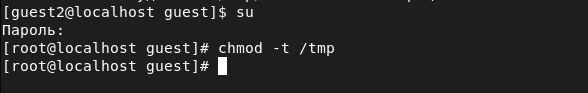 [guest2@localhost guest]$ su
Пароль:
[root@localhost guest]# chmod -t /tmp
[root@localhost guest]#